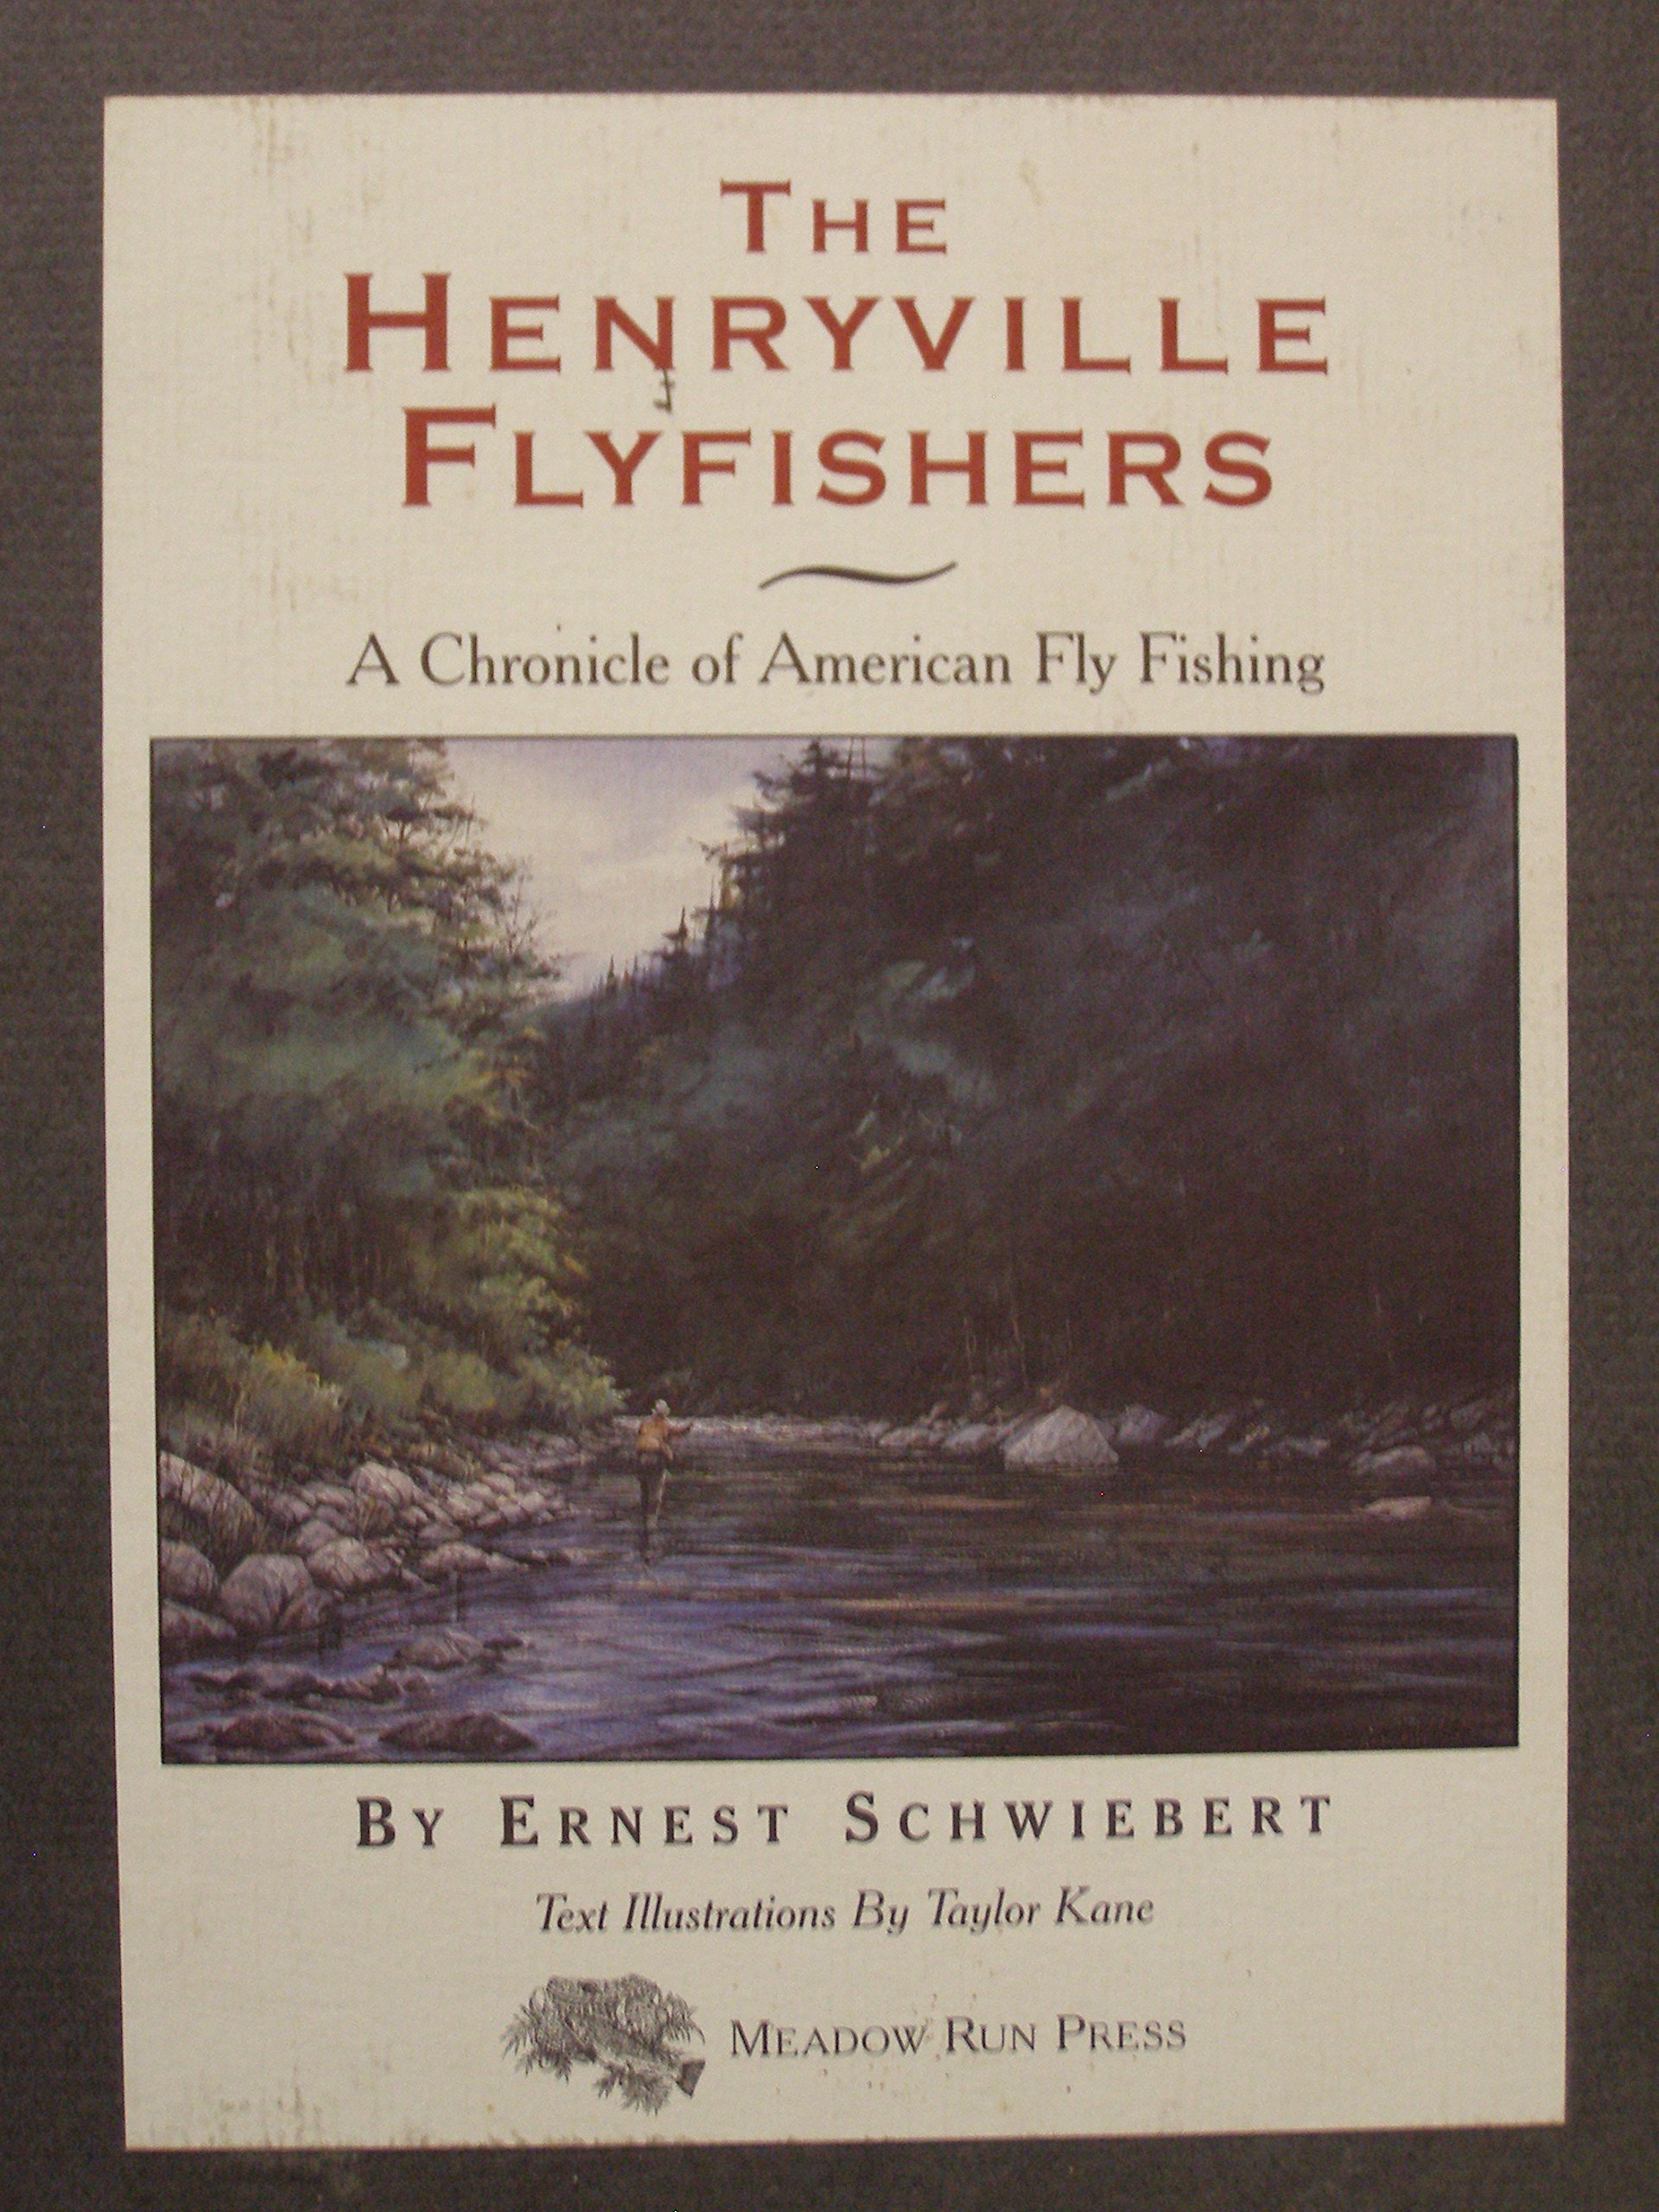 THE
HENRYVILLE
FLYFISHERS
A Chronicle of American Fly Fishing
BY ERNEST SCHWIEBERT
Text Illustrations By Taylor Kane
MEADOW RUN PRESS